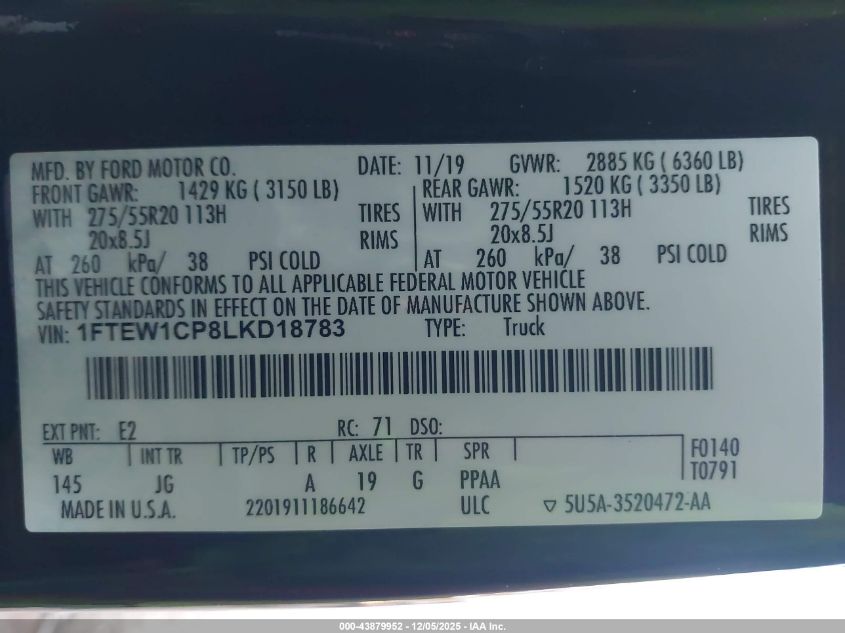 MFD. BY FORD MOTOR CO. DATE: 11/19 GVWR: 2885 KG ( 6360 LB)
FRONT GAWR: 1429 KG ( 3150 LB) REAR GAWR: 1520 KG ( 3350 LB)
WITH 275/55R20 113H TIRES WITH 275/55R20 113H TIRES
20x8.5J RIMS 20x8.5J RIMS
AT 260 kPa/ 38 PSI COLD AT 260 kPa/ 38 PSI COLD
THIS VEHICLE CONFORMS TO ALL APPLICABLE FEDERAL MOTOR VEHICLE
SAFETY STANDARDS IN EFFECT ON THE DATE OF MANUFACTURE SHOWN ABOVE.
VIN: 1FTEW1CP8LKD18783 TYPE: Truck
EXT PNT: E2 RC: 71 DSO:
WB INT TR TP/PS R AXLE TR SPR F0140
145 JG A 19 G PPAA T0791
MADE IN U.S.A. 2201911186642 ULC ▽ 5U5A-3520472-AA
000-43879952 - 12/05/2025 - IAA Inc.